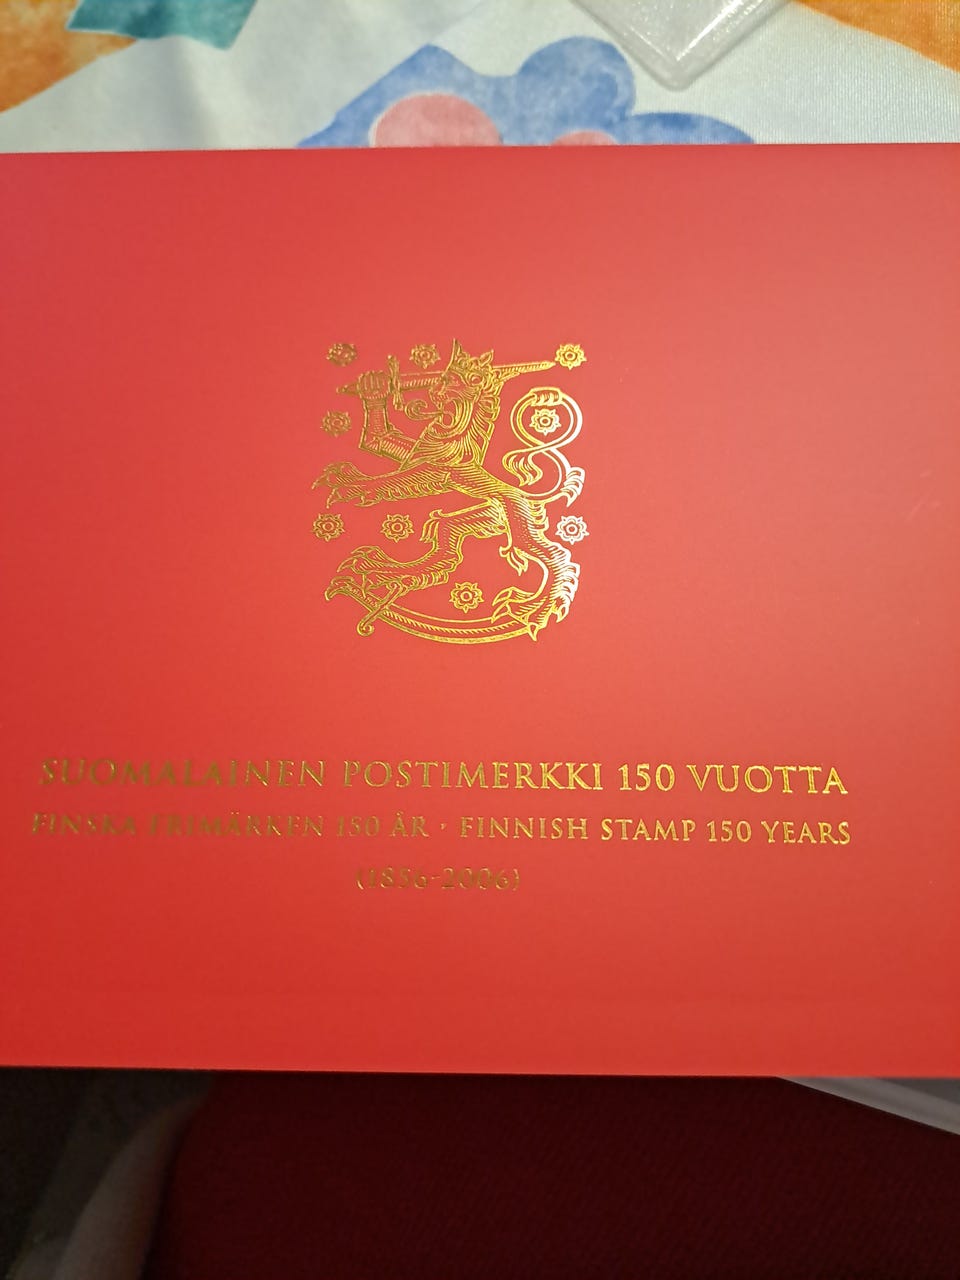 SUOMALAINEN POSTIMERKKI 150 VUOTTA
FINSKA FRIMÄRKEN 150 ÅR · FINNISH STAMP 150 YEARS
(1856-2006)